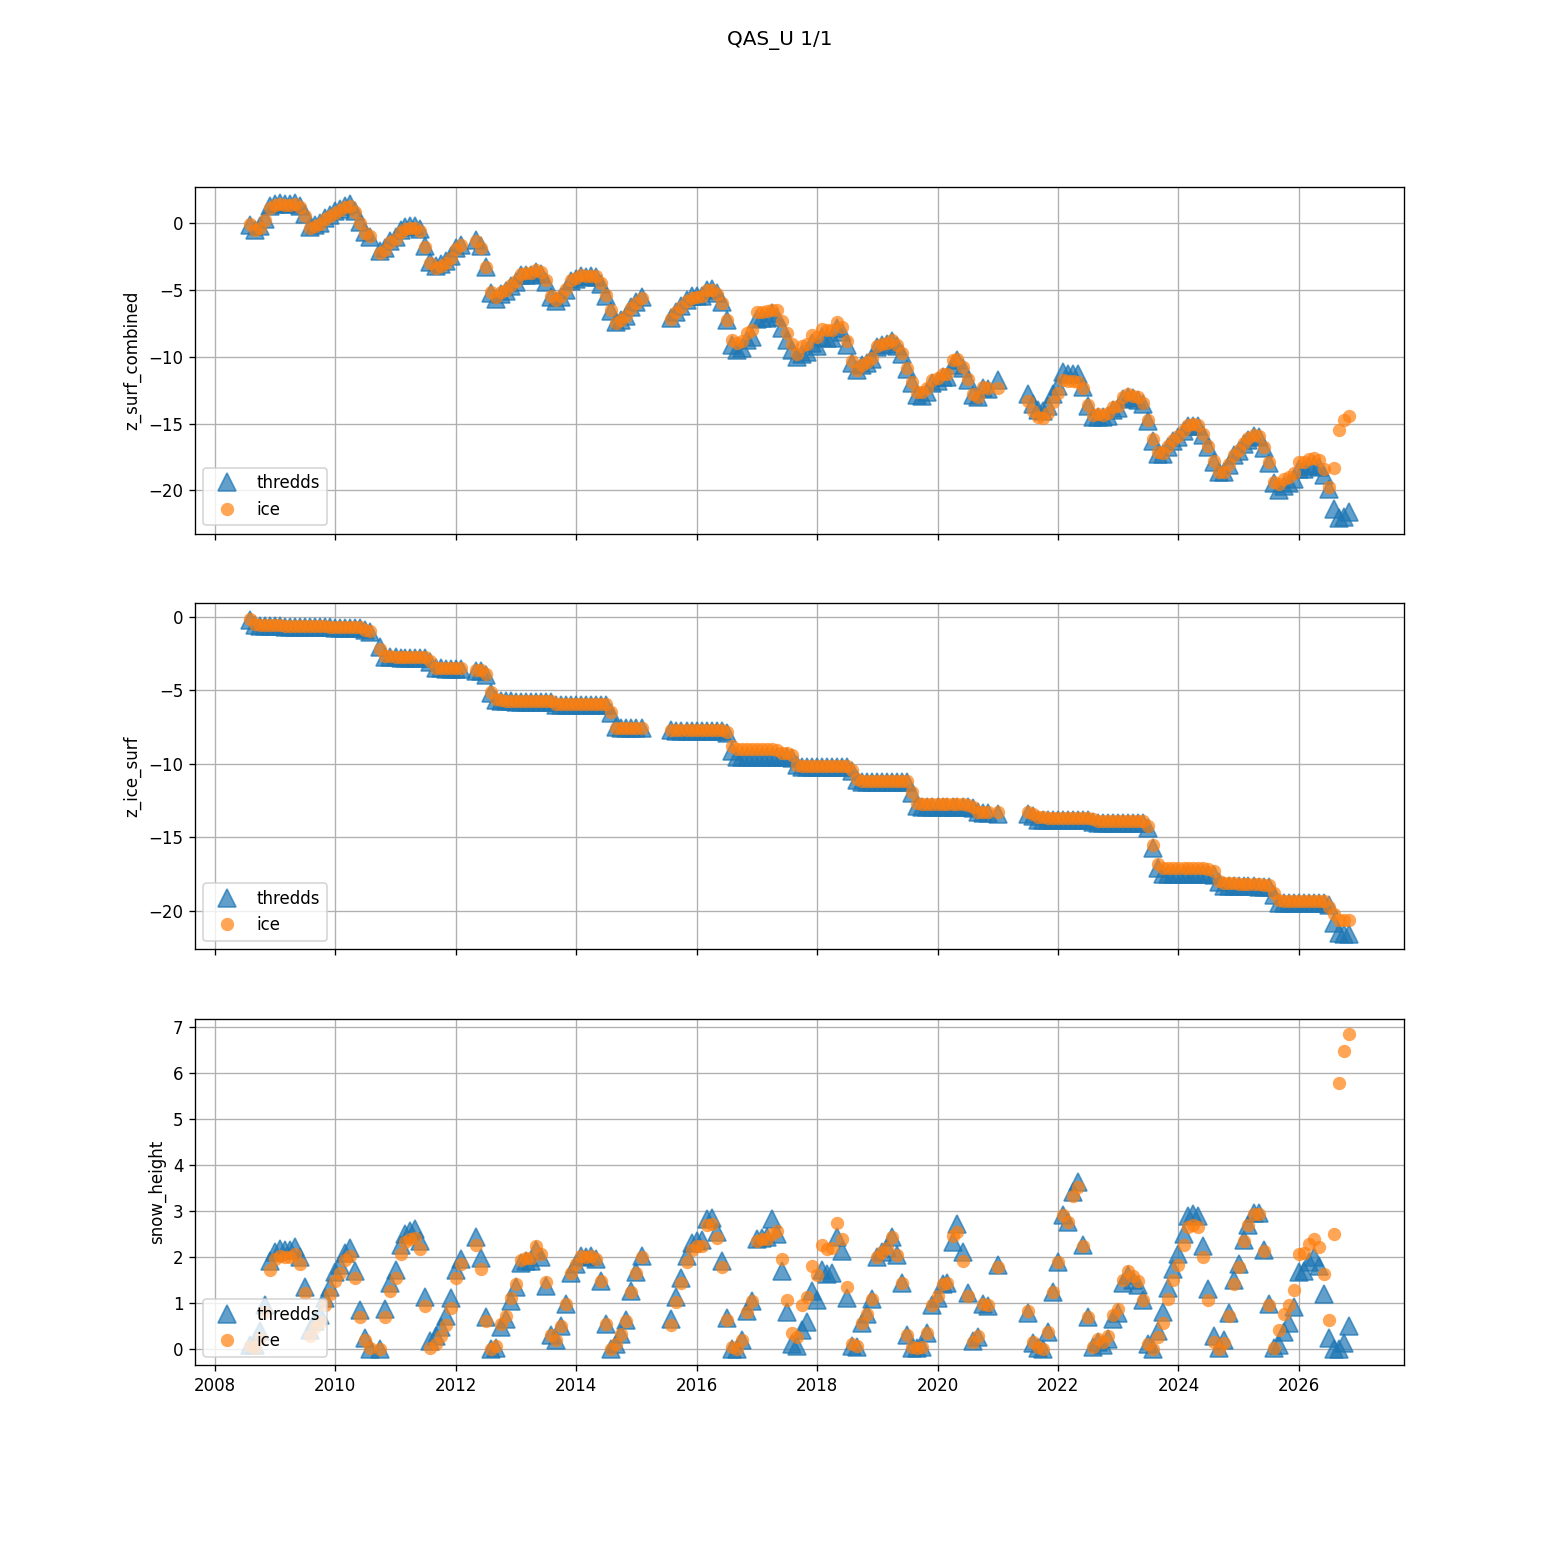 QAS_U 1/1
z_surf_combined
0
−5
−10
−15
−20
thredds
ice
z_ice_surf
0
−5
−10
−15
−20
thredds
ice
snow_height
7
6
5
4
3
2
1
0
thredds
ice
2008 2010 2012 2014 2016 2018 2020 2022 2024 2026